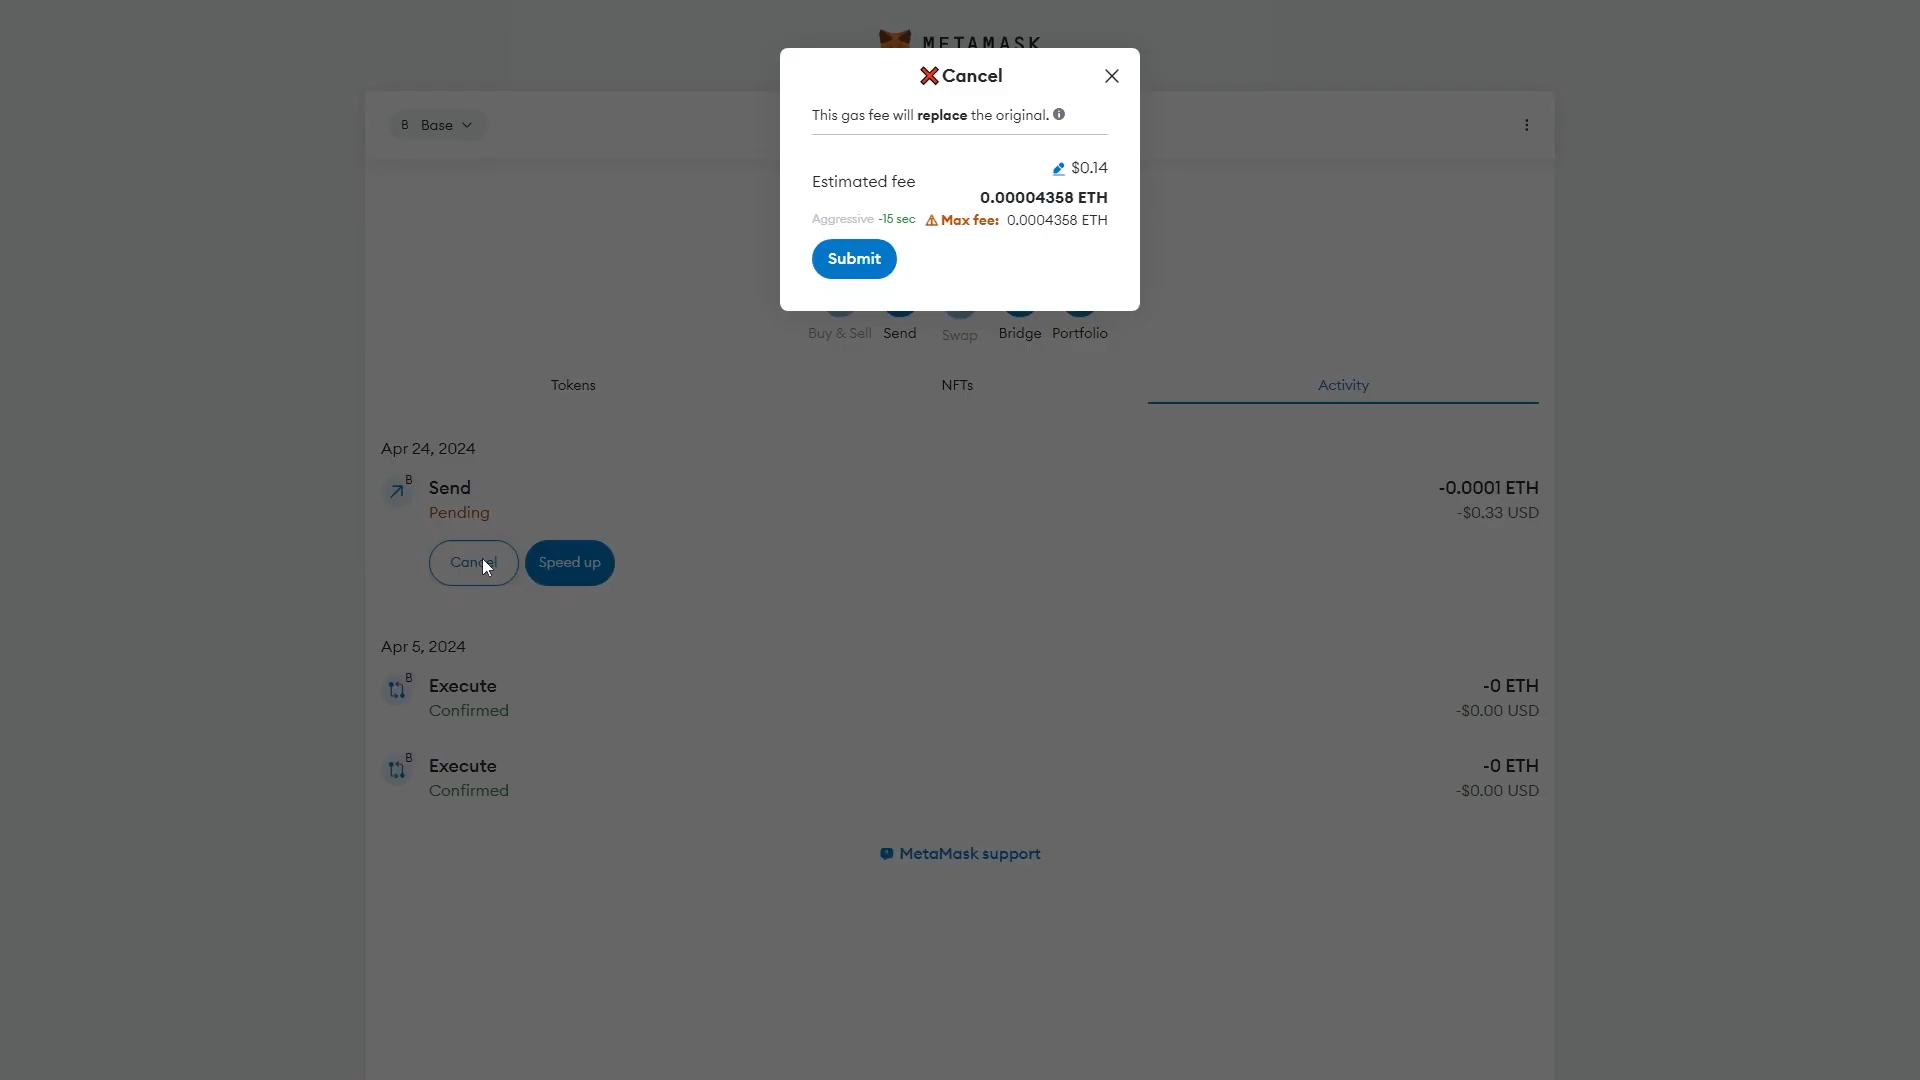 METAMASK
Cancel
This gas fee will replace the original.
$0.14
Estimated fee
0.00004358 ETH
Aggressive -15 sec Max fee: 0.0004358 ETH
Submit
B Base
Buy & Sell Send Swap Bridge Portfolio
Tokens NFTs Activity
Apr 24, 2024
B
Send -0.0001 ETH
Pending -$0.33 USD
Cancel Speed up
Apr 5, 2024
B
Execute -0 ETH
Confirmed -$0.00 USD
B
Execute -0 ETH
Confirmed -$0.00 USD
MetaMask support